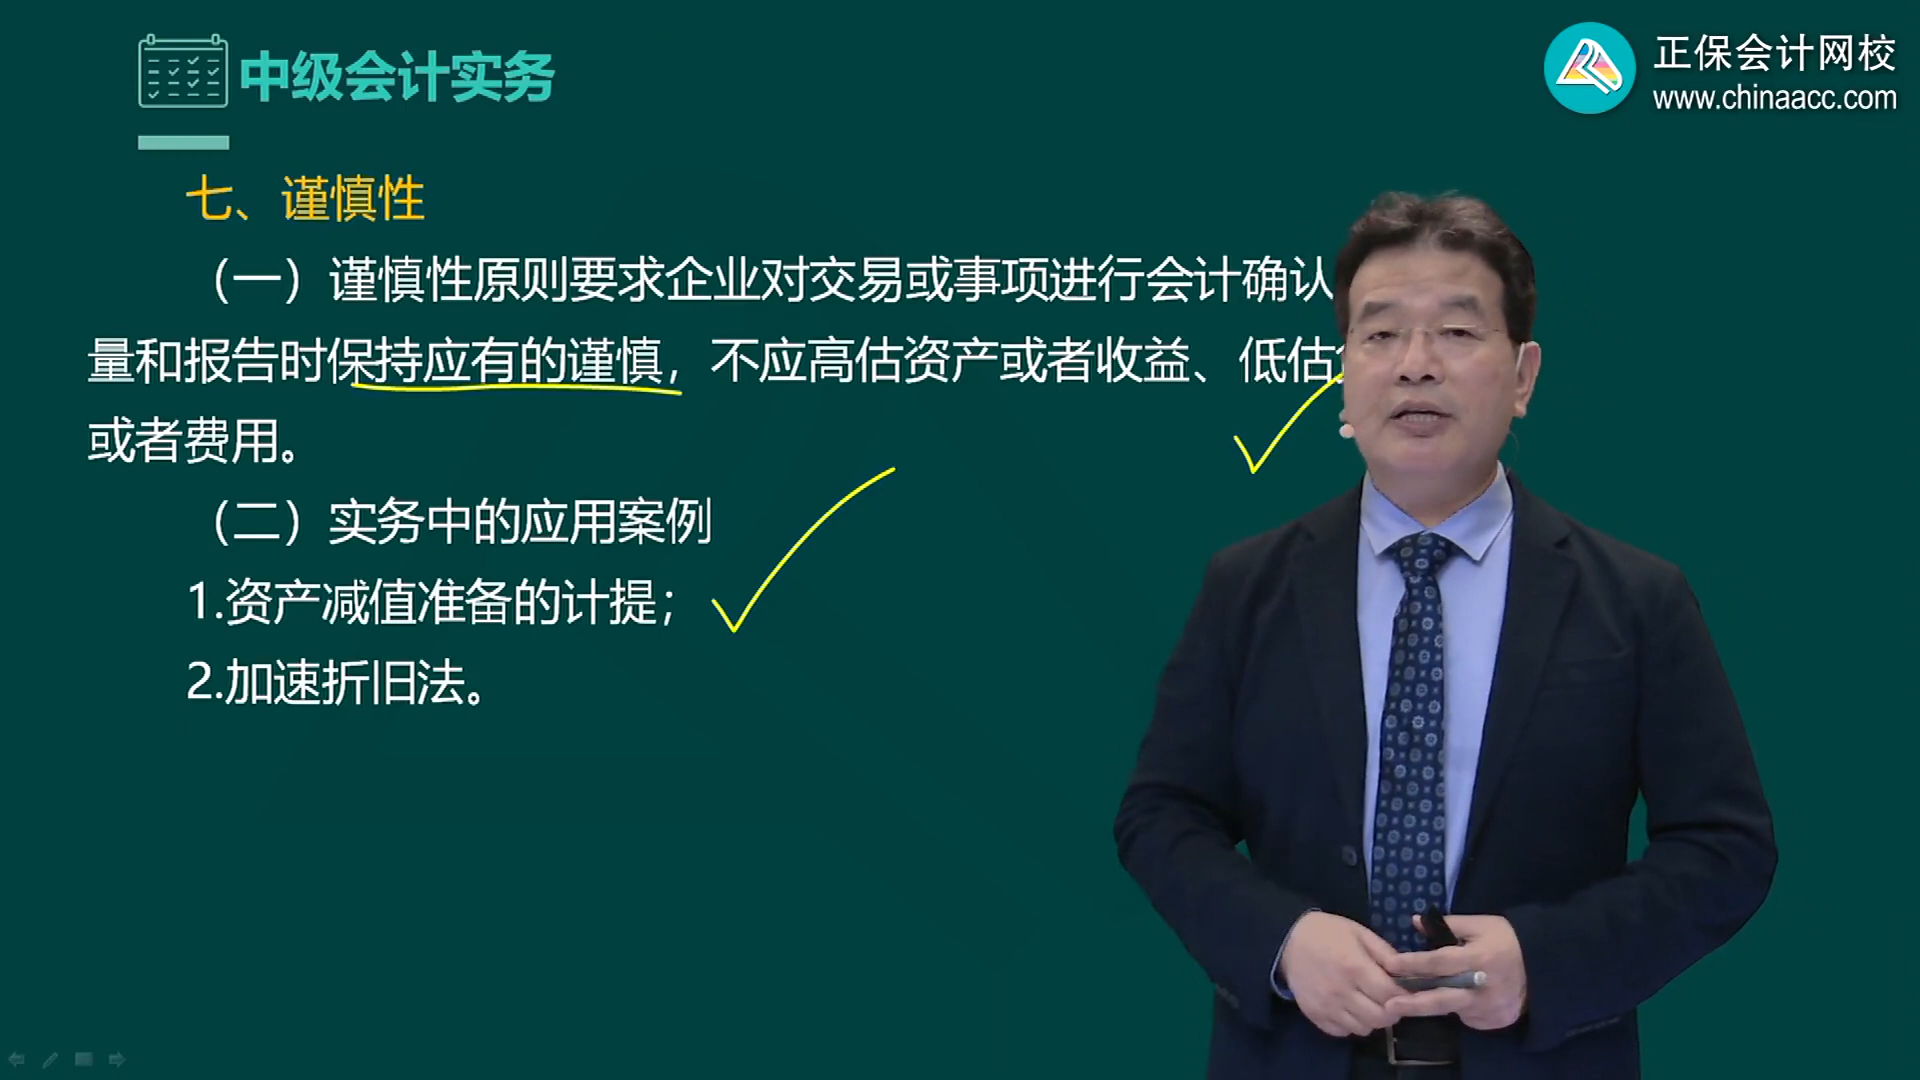 中级会计实务
正保会计网校
www.chinaacc.com
七、谨慎性
（一）谨慎性原则要求企业对交易或事项进行会计确认
量和报告时保持应有的谨慎，不应高估资产或者收益、低估
或者费用。
（二）实务中的应用案例
1.资产减值准备的计提；
2.加速折旧法。